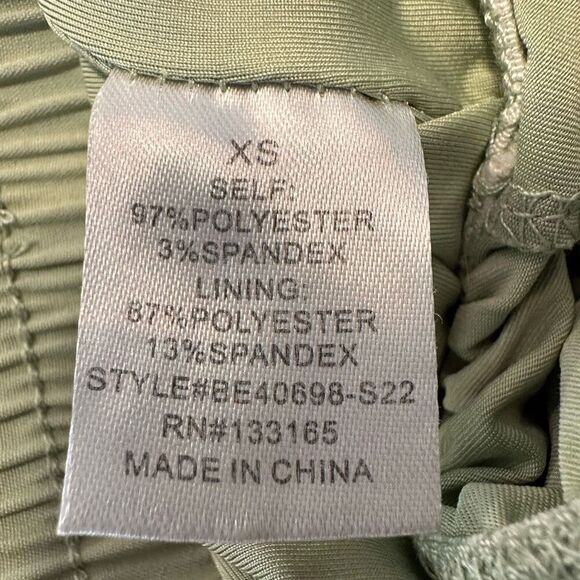 XS
SELF:
97%POLYESTER
3%SPANDEX
LINING:
87%POLYESTER
13%SPANDEX
STYLE#BE40698-S22
RN#133165
MADE IN CHINA